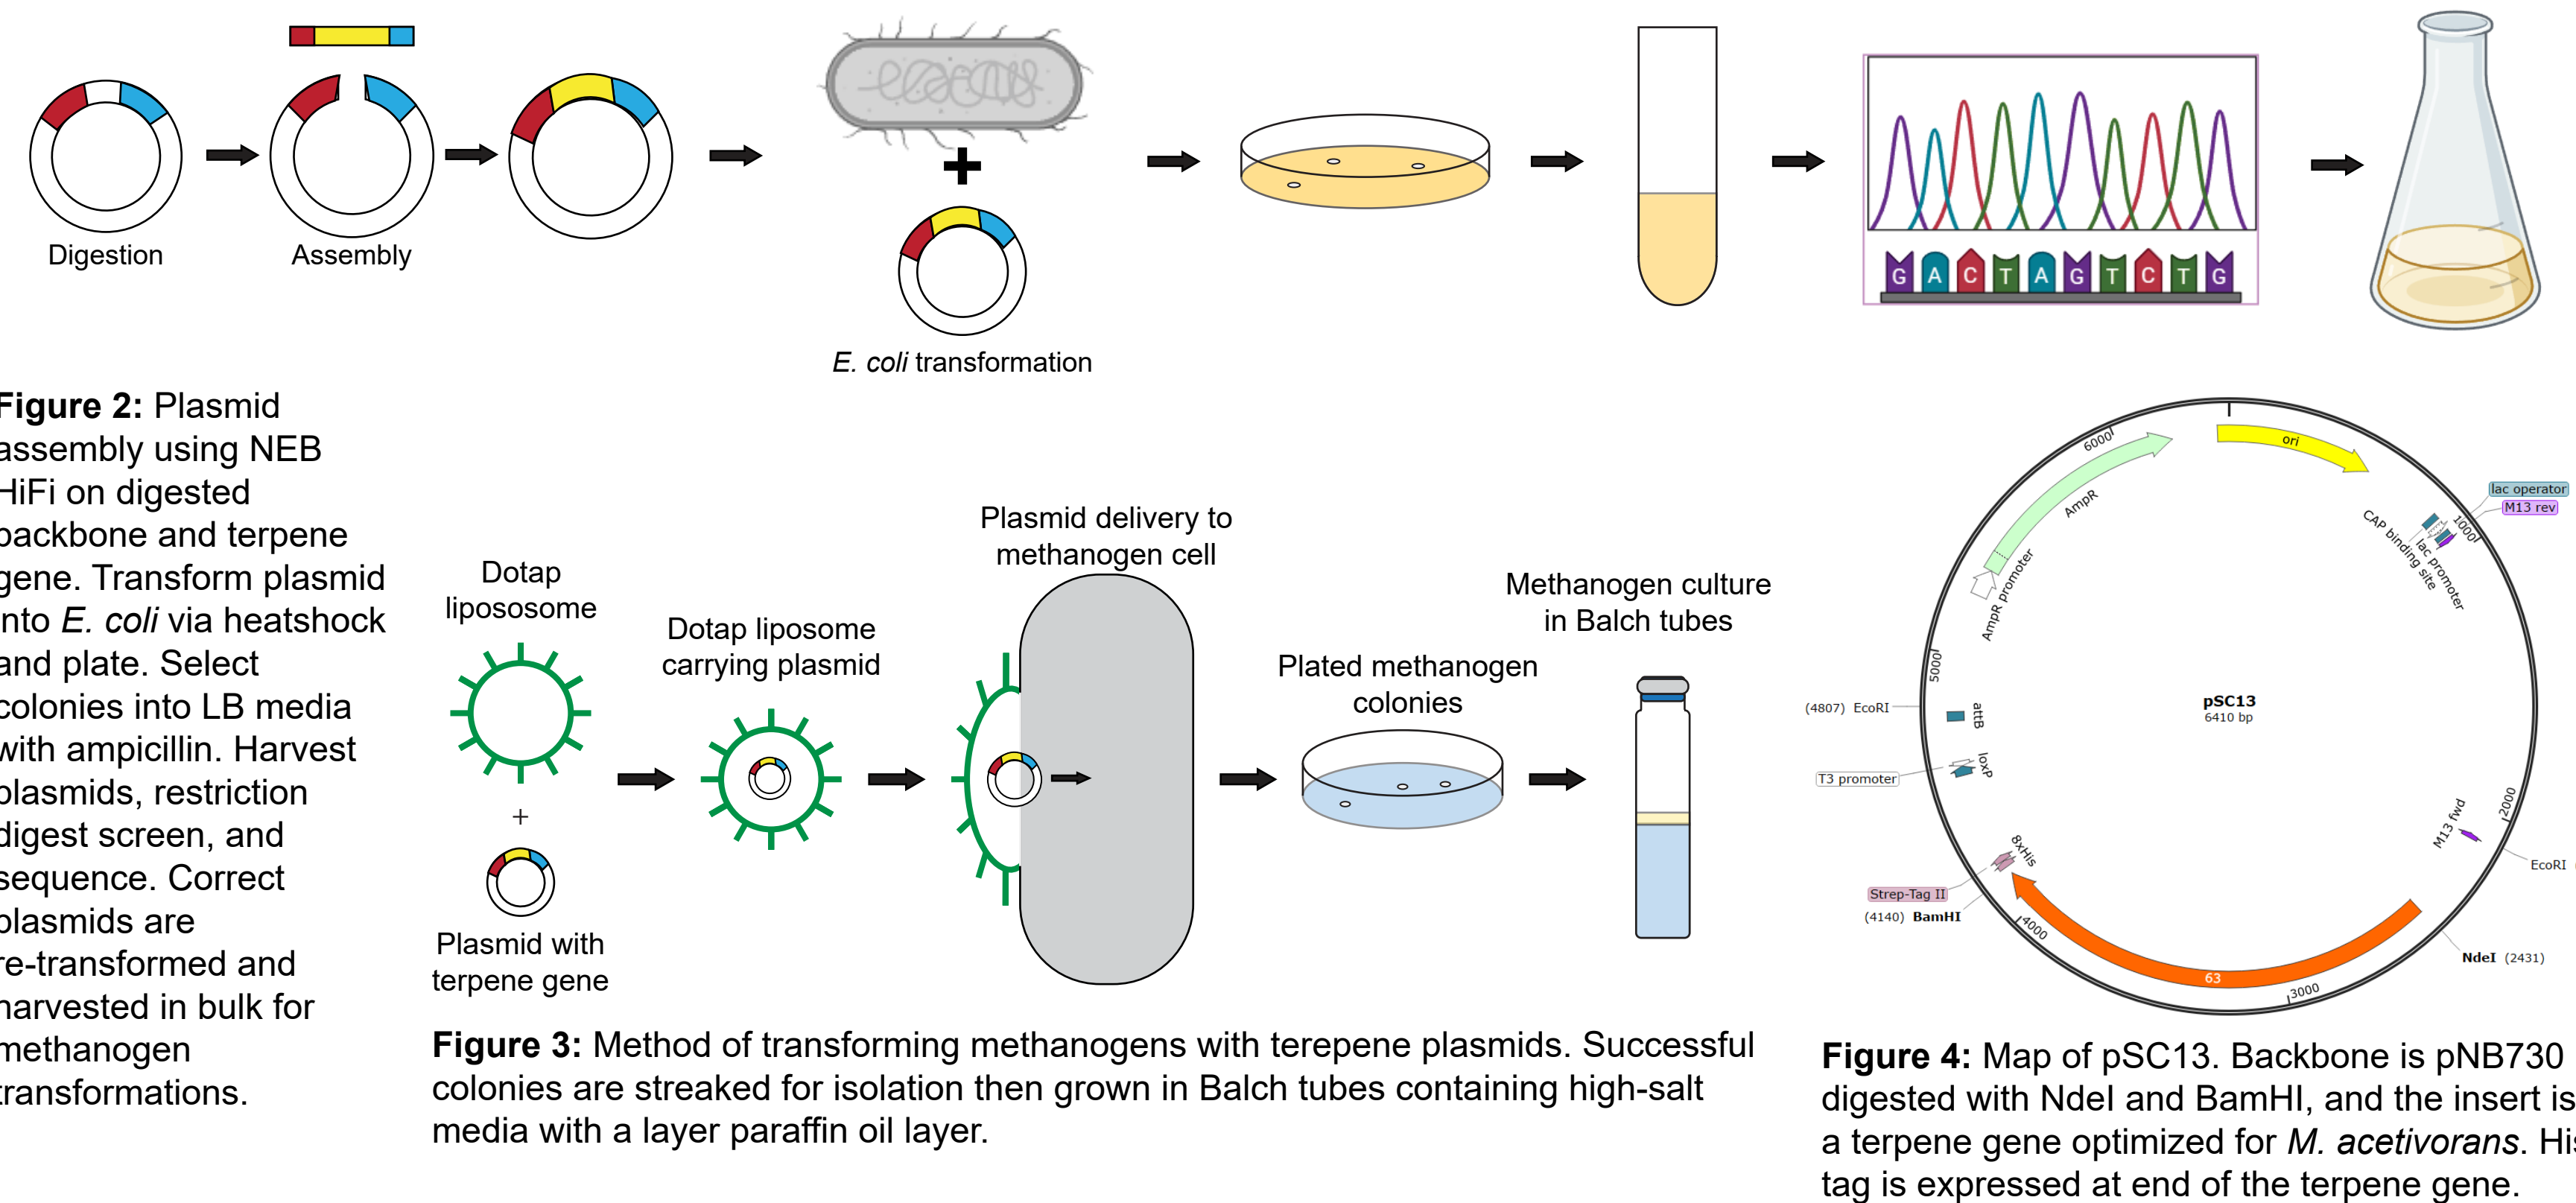 Digestion
Assembly
E. coli transformation
G A C T A G T C T G
Figure 2: Plasmid
assembly using NEB
HiFi on digested
backbone and terpene
gene. Transform plasmid
into E. coli via heatshock
and plate. Select
colonies into LB media
with ampicillin. Harvest
plasmids, restriction
digest screen, and
sequence. Correct
plasmids are
re-transformed and
harvested in bulk for
methanogen
transformations.
Dotap
lipososome
+
Plasmid with
terpene gene
Dotap liposome
carrying plasmid
Plasmid delivery to
methanogen cell
Plated methanogen
colonies
Methanogen culture
in Balch tubes
Figure 3: Method of transforming methanogens with terepene plasmids. Successful
colonies are streaked for isolation then grown in Balch tubes containing high-salt
media with a layer paraffin oil layer.
pSC13
6410 bp
ori
lac operator
M13 rev
1000
CAP binding site
lac promoter
2000
M13 fwd
EcoRI
NdeI (2431)
3000
63
4000
(4140) BamHI
Strep-Tag II
8xHis
T3 promoter
loxP
attB
(4807) EcoRI
5000
AmpR promoter
AmpR
6000
Figure 4: Map of pSC13. Backbone is pNB730
digested with NdeI and BamHI, and the insert is
a terpene gene optimized for M. acetivorans. His
tag is expressed at end of the terpene gene.